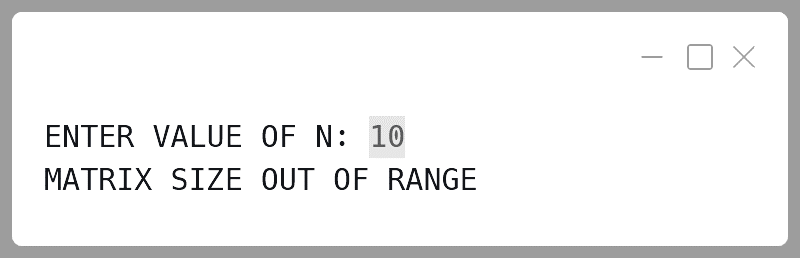 ENTER VALUE OF N: 10
MATRIX SIZE OUT OF RANGE